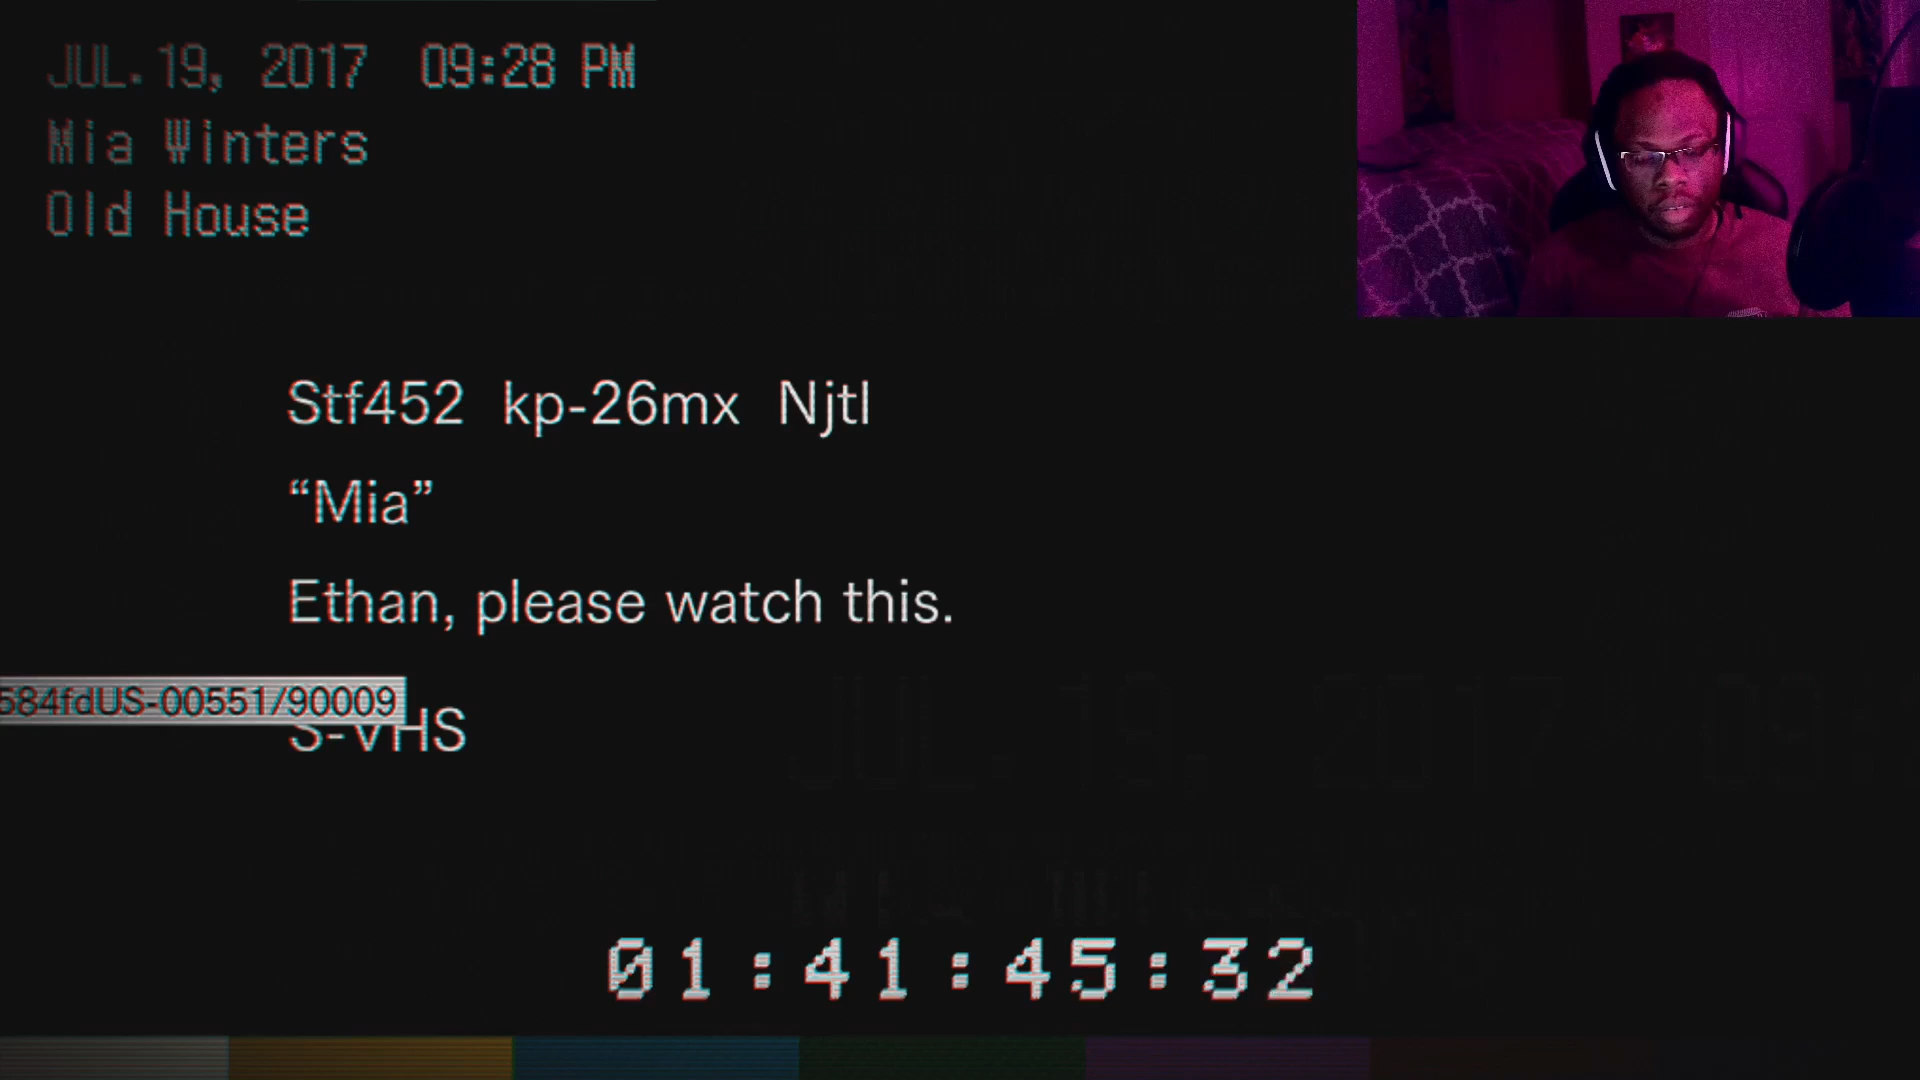 JUL.19, 2017 09:28 PM
Mia Winters
Old House
Stf452 kp-26mx Njtl
“Mia”
Ethan, please watch this.
584fdUS-00551/90009
S-VHS
01:41:45:32